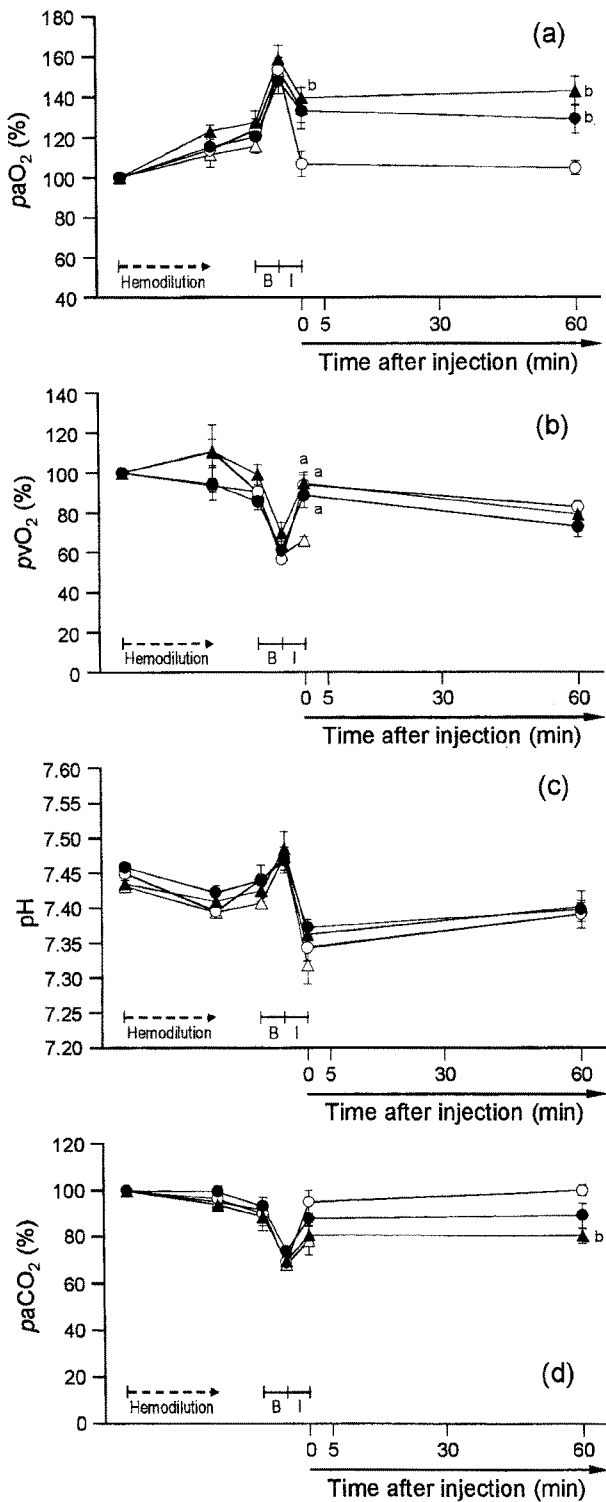 (a)
160
140
120
100
80
60
40
paO2 (%)
b
b
b
Hemodilution
B
I
0 5 30 60
Time after injection (min)
(b)
140
120
100
80
60
40
20
0
pvO2 (%)
a
a
a
Hemodilution
B
I
0 5 30 60
Time after injection (min)
(c)
7.60
7.55
7.50
7.45
7.40
7.35
7.30
7.25
7.20
pH
Hemodilution
B
I
0 5 30 60
Time after injection (min)
120
100
80
60
40
20
0
paCO2 (%)
b
(d)
Hemodilution
B
I
0 5 30 60
Time after injection (min)